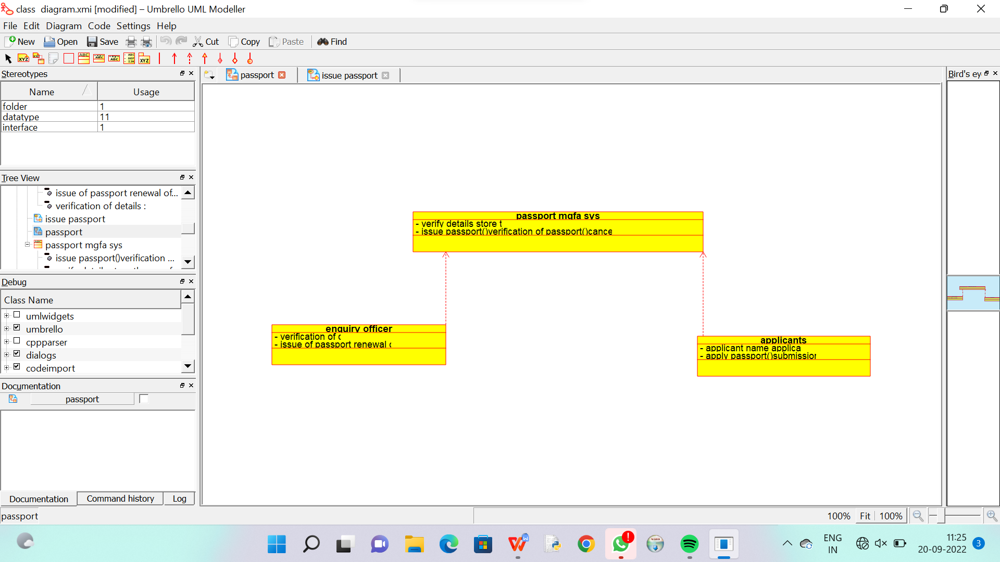 class  diagram.xmi [modified] – Umbrello UML Modeller
File Edit Diagram Code Settings Help
New Open Save Cut Copy Paste Find
Stereotypes
Name Usage
folder 1
datatype 11
interface 1
Tree View
issue of passport renewal of...
verification of details :
issue passport
passport
passport mgfa sys
issue passport()verification ...
Debug
Class Name
umlwidgets
umbrello
cppparser
dialogs
codeimport
Documentation
passport
Documentation Command history Log
passport
passport issue passport
passport mgfa sys
- verify details store t
- issue passport()verification of passport()cance
enquiry officer
- verification of
- issue of passport renewal
applicants
- applicant name applica
- apply passport()submission
Bird's ey
100% Fit 100%
ENG
IN
11:25
20-09-2022
3